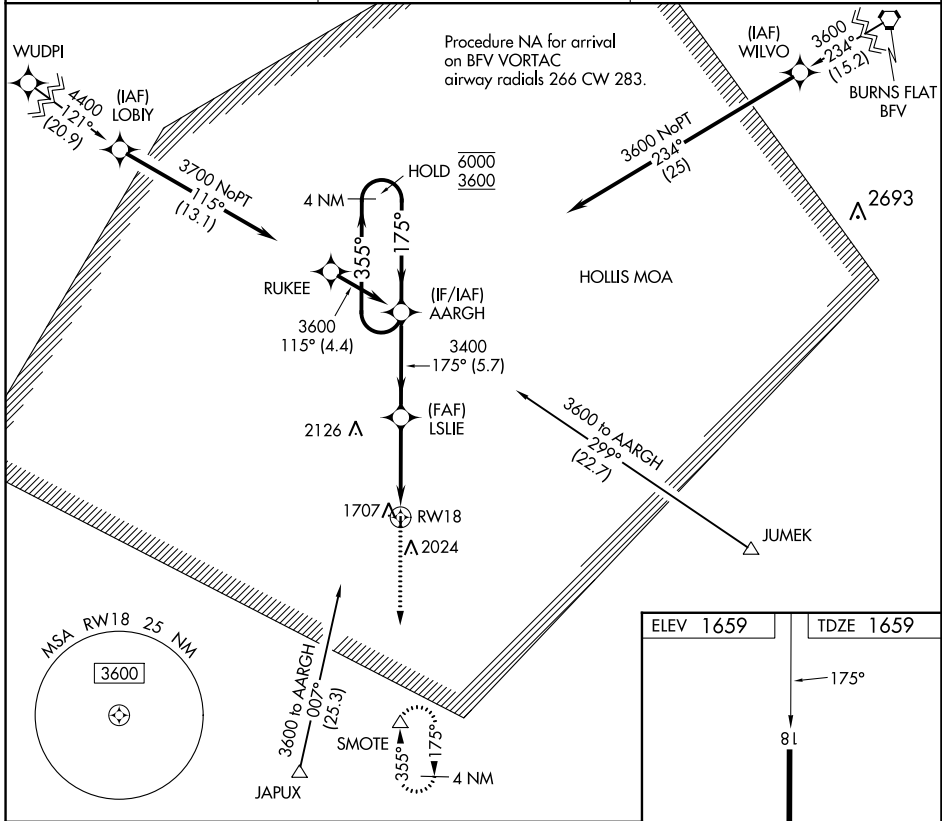 WUDPI
4400
121°
(20.9)
(IAF)
LOBIY
3700 NoPT
115°
(13.1)
Procedure NA for arrival
on BFV VORTAC
airway radials 266 CW 283.
(IAF)
WILVO
3600
234°
(15.2)
BURNS FLAT
BFV
3600 NoPT
234°
(25)
HOLD
6000
3600
4 NM
355°
175°
2693
HOLLIS MOA
RUKEE
3600
115° (4.4)
(IF/IAF)
AARGH
3400
175° (5.7)
(FAF)
LSLIE
2126
3600 to AARGH
299°
(22.7)
JUMEK
1707
RW18
2024
MSA RW18 25 NM
3600
3600 to AARGH
007°
(25.3)
JAPUX
SMOTE
355°
175°
4 NM
ELEV 1659
TDZE 1659
175°
18